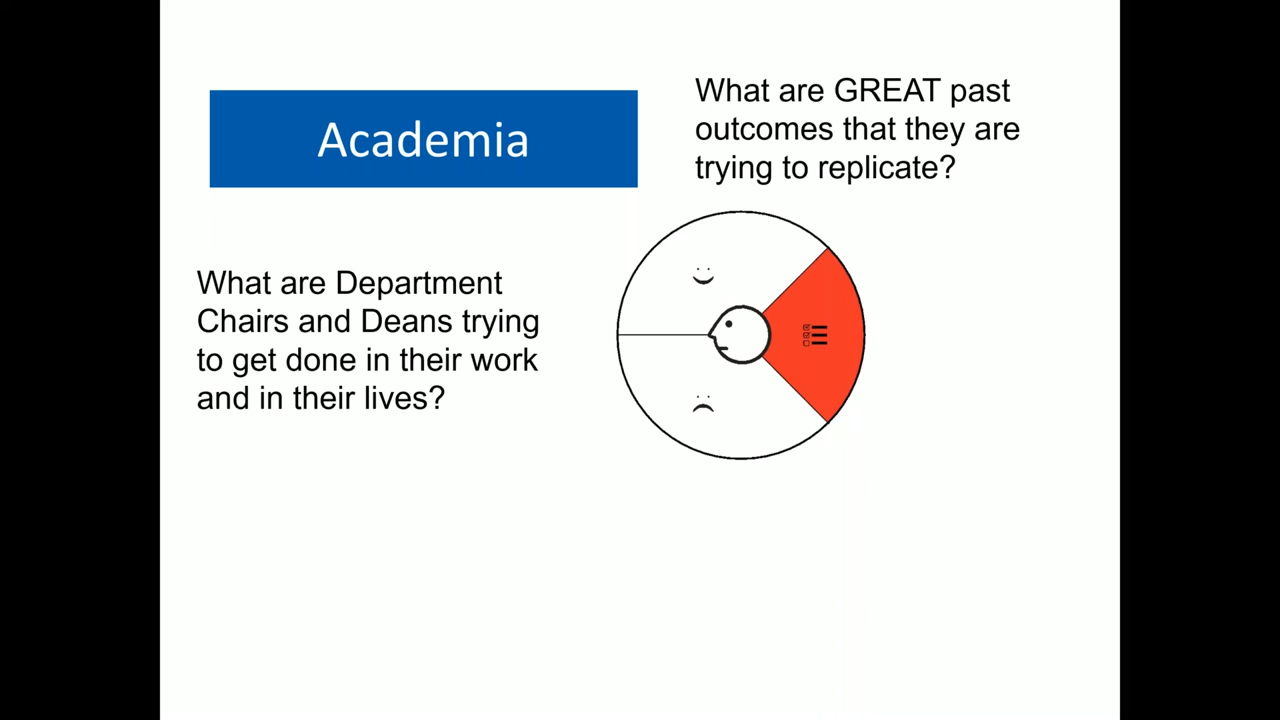 Academia
What are GREAT past
outcomes that they are
trying to replicate?
What are Department
Chairs and Deans trying
to get done in their work
and in their lives?